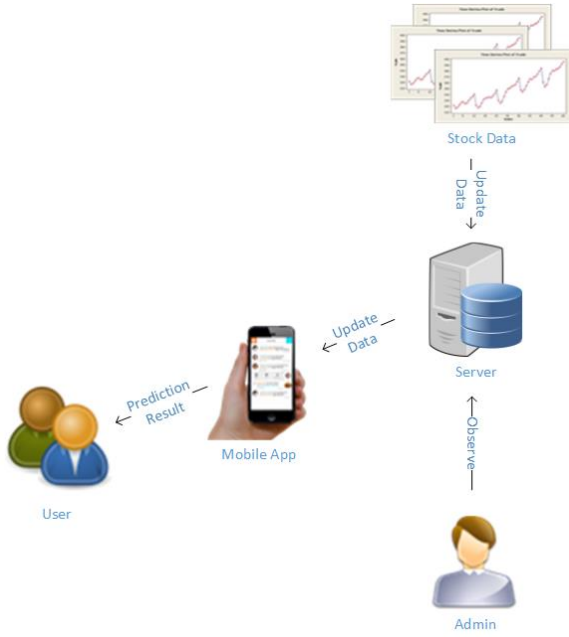 Stock Data
Update
Data
Server
Update
Data
Mobile App
Prediction
Result
User
Observe
Admin